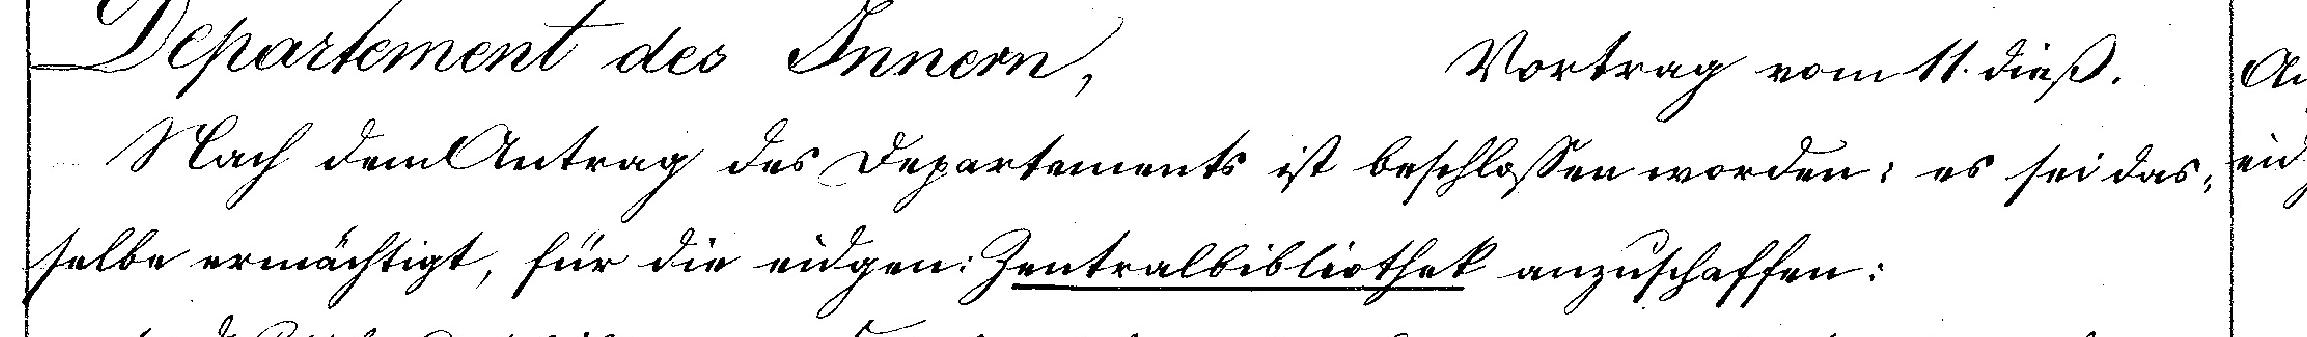 Departement des Innern, Vortrag vom 11. dieß.
Nach dem Antrag des Departements ist beschlossen worden: es sei das-
selbe ermächtigt, für die eidgen: Zentralbibliothek anzuschaffen: